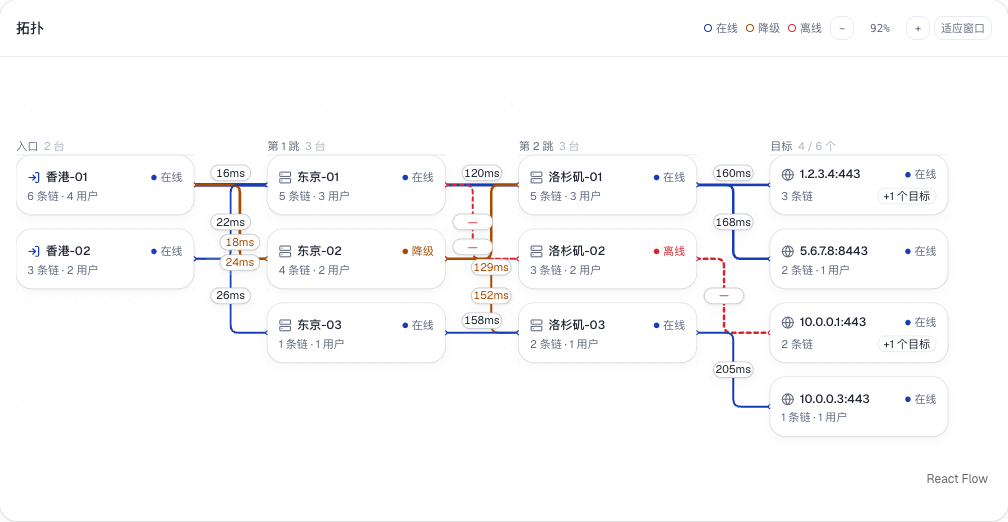 拓扑
在线 降级 离线 − 92% + 适应窗口
入口 2 台
香港-01 在线
6 条链 · 4 用户
香港-02 在线
3 条链 · 2 用户
16ms
22ms
18ms
24ms
26ms
第 1 跳 3 台
东京-01 在线
5 条链 · 3 用户
东京-02 降级
4 条链 · 2 用户
东京-03 在线
1 条链 · 1 用户
120ms
—
—
129ms
152ms
158ms
第 2 跳 3 台
洛杉矶-01 在线
5 条链 · 3 用户
洛杉矶-02 离线
3 条链 · 2 用户
洛杉矶-03 在线
2 条链 · 1 用户
160ms
168ms
—
205ms
目标 4 / 6 个
1.2.3.4:443 在线
3 条链 +1 个目标
5.6.7.8:8443 在线
2 条链 · 1 用户
10.0.0.1:443 在线
2 条链 +1 个目标
10.0.0.3:443 在线
1 条链 · 1 用户
React Flow